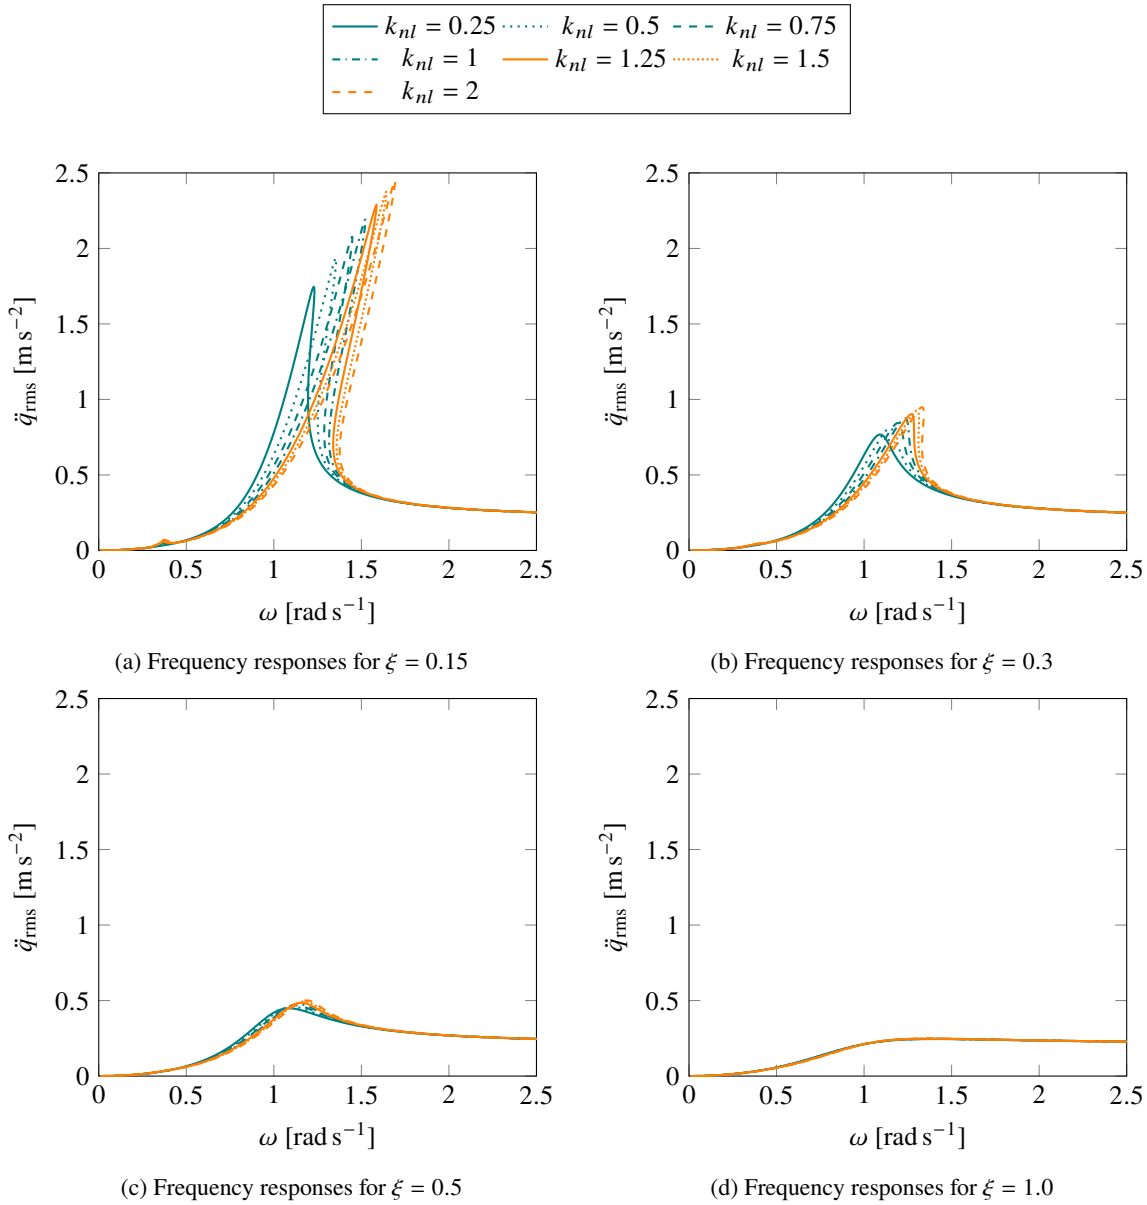 k_nl = 0.25 k_nl = 0.5 k_nl = 0.75
k_nl = 1 k_nl = 1.25 k_nl = 1.5
k_nl = 2
2.5
2
1.5
1
0.5
0
q̈_rms [m s⁻²]
0 0.5 1 1.5 2 2.5
ω [rad s⁻¹]
(a) Frequency responses for ξ = 0.15
2.5
2
1.5
1
0.5
0
q̈_rms [m s⁻²]
0 0.5 1 1.5 2 2.5
ω [rad s⁻¹]
(b) Frequency responses for ξ = 0.3
2.5
2
1.5
1
0.5
0
q̈_rms [m s⁻²]
0 0.5 1 1.5 2 2.5
ω [rad s⁻¹]
(c) Frequency responses for ξ = 0.5
2.5
2
1.5
1
0.5
0
q̈_rms [m s⁻²]
0 0.5 1 1.5 2 2.5
ω [rad s⁻¹]
(d) Frequency responses for ξ = 1.0